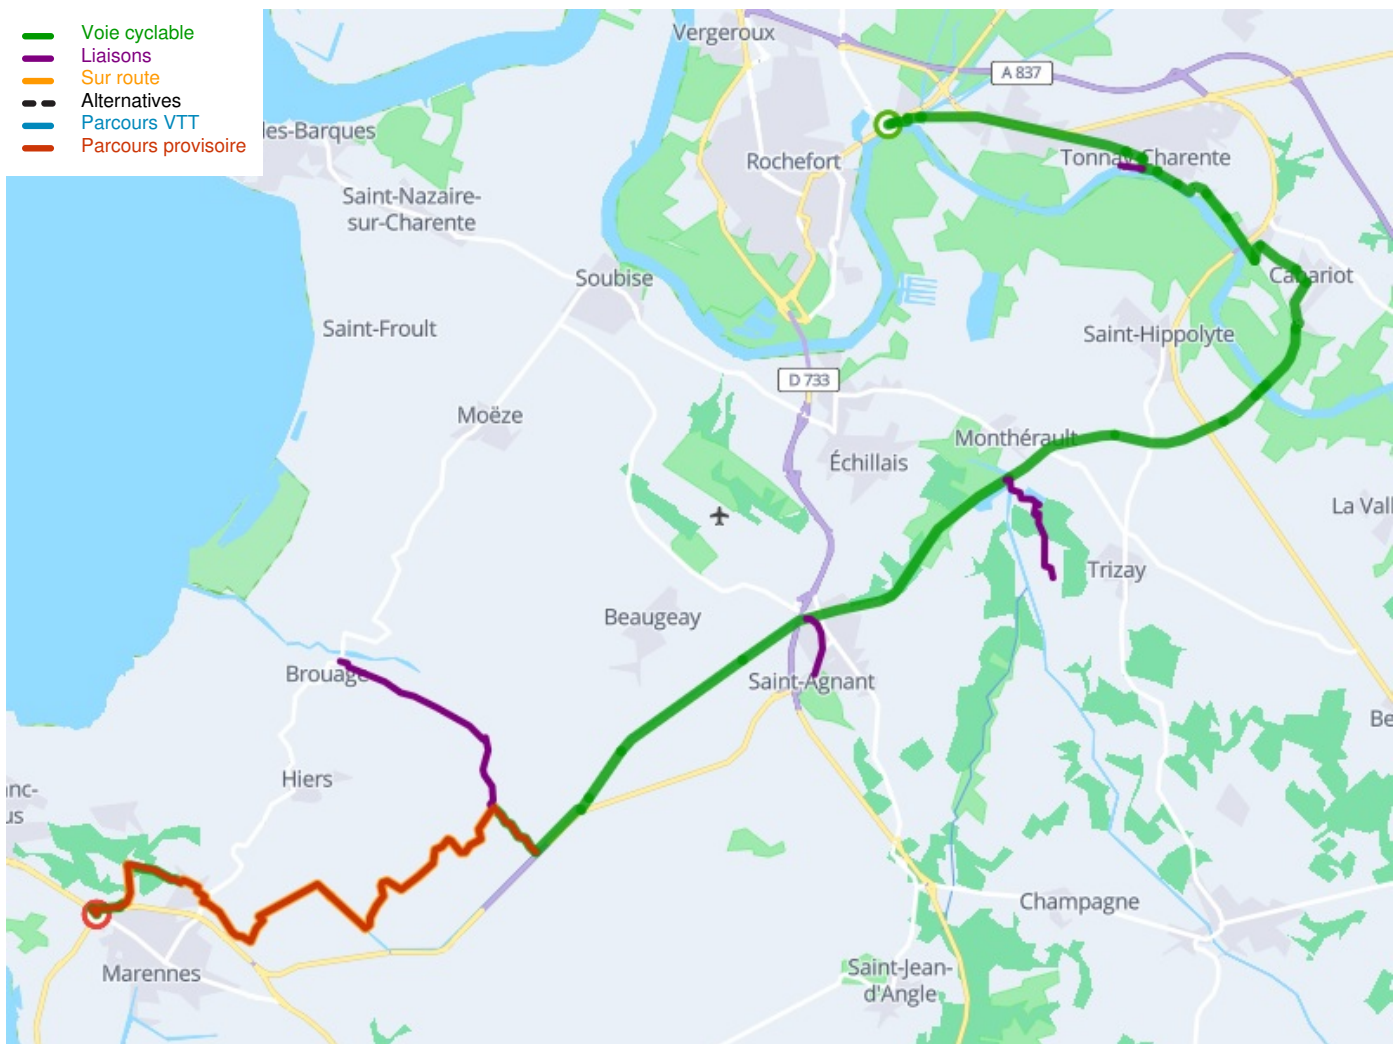 Voie cyclable
Liaisons
Sur route
Alternatives
Parcours VTT
Parcours provisoire
Vergeroux
A 837
les-Barques
Rochefort
Tonnay-Charente
Saint-Nazaire-
sur-Charente
Soubise
Cabariot
Saint-Froult
Saint-Hippolyte
D 733
Moëze
Monthérault
Échillais
La Vall
Trizay
Beaugeay
Brouage
Saint-Agnant
Be
Hiers
nc-
us
Champagne
Marennes
Saint-Jean-
d'Angle